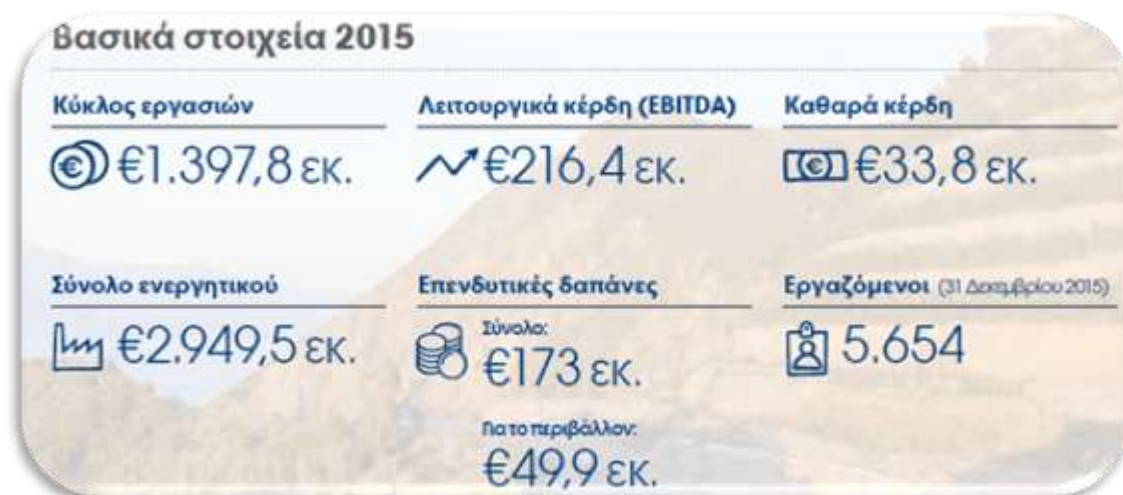 Βασικά στοιχεία 2015
Κύκλος εργασιών
€1.397,8 εκ.
Λειτουργικά κέρδη (EBITDA)
€216,4 εκ.
Καθαρά κέρδη
€33,8 εκ.
Σύνολο ενεργητικού
€2.949,5 εκ.
Επενδυτικές δαπάνες
Σύνολο:
€173 εκ.
Για το περιβάλλον:
€49,9 εκ.
Εργαζόμενοι (31 Δεκεμβρίου 2015)
5.654